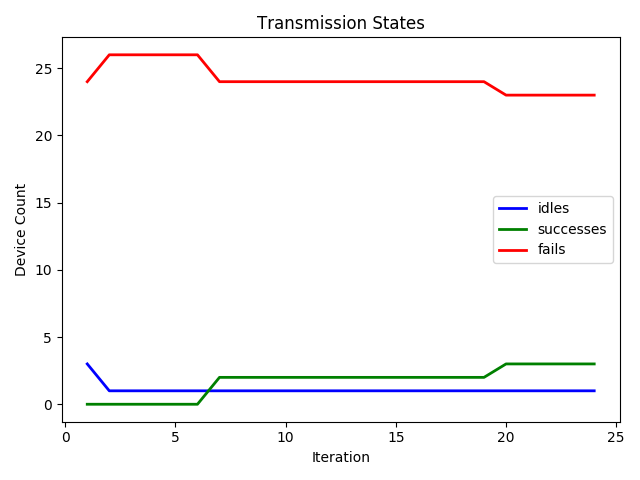 Transmission States
Device Count
25
20
15
10
5
0
idles
successes
fails
0 5 10 15 20 25
Iteration